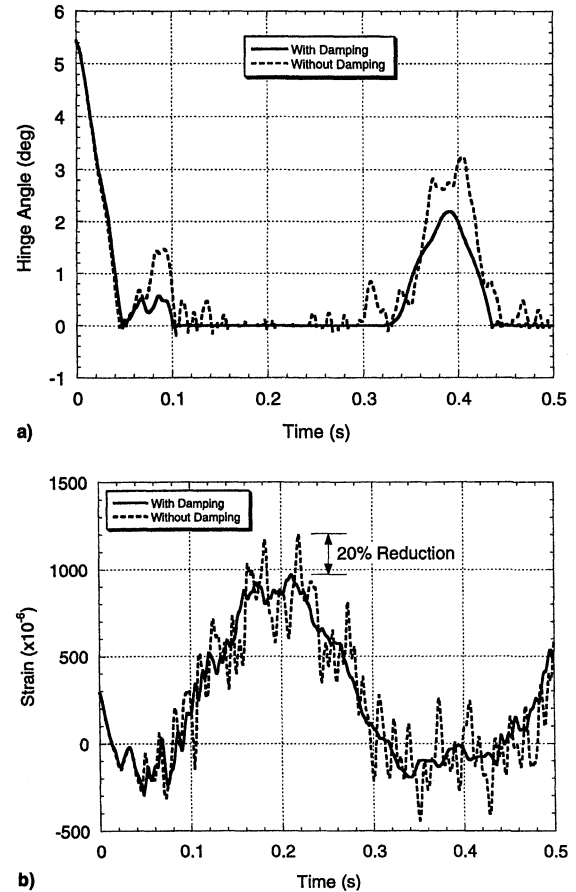 6
5
4
3
2
1
0
-1
Hinge Angle (deg)
With Damping
Without Damping
0
0.1
0.2
0.3
0.4
0.5
Time (s)
a)
1500
1000
500
0
-500
Strain (x10⁻⁶)
With Damping
Without Damping
20% Reduction
0
0.1
0.2
0.3
0.4
0.5
Time (s)
b)